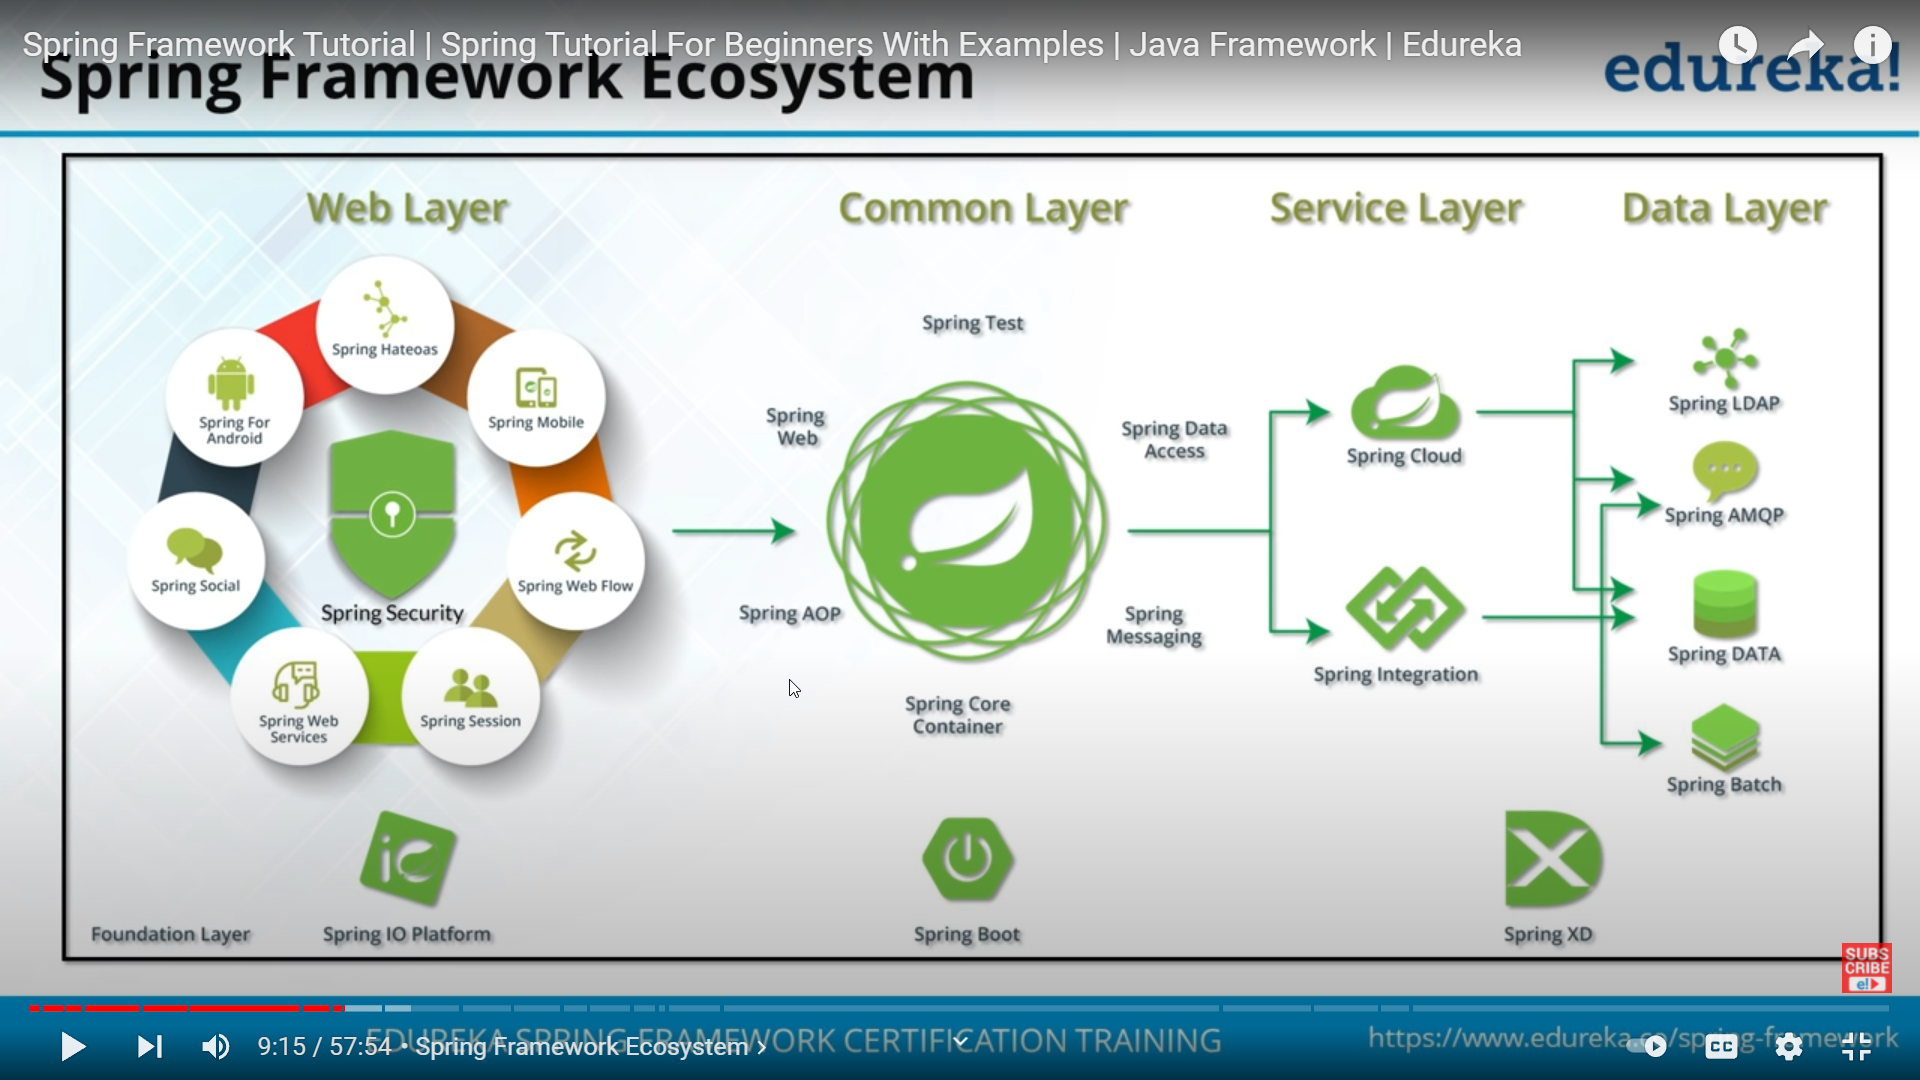 Spring Framework Tutorial | Spring Tutorial For Beginners With Examples | Java Framework | Edureka
Spring Framework Ecosystem
edureka!
Web Layer
Common Layer
Service Layer
Data Layer
Spring Hateoas
Spring For
Android
Spring Mobile
Spring Social
Spring Security
Spring Web Flow
Spring Web
Services
Spring Session
Spring Test
Spring
Web
Spring Data
Access
Spring AOP
Spring
Messaging
Spring Core
Container
Spring Cloud
Spring Integration
Spring LDAP
Spring AMQP
Spring DATA
Spring Batch
Foundation Layer
iO
Spring IO Platform
Spring Boot
Spring XD
SUBS
CRIBE
e!
9:15 / 57:54 • Spring Framework Ecosystem
EDUREKA SPRING FRAMEWORK CERTIFICATION TRAINING
https://www.edureka.co/spring-framework
CC